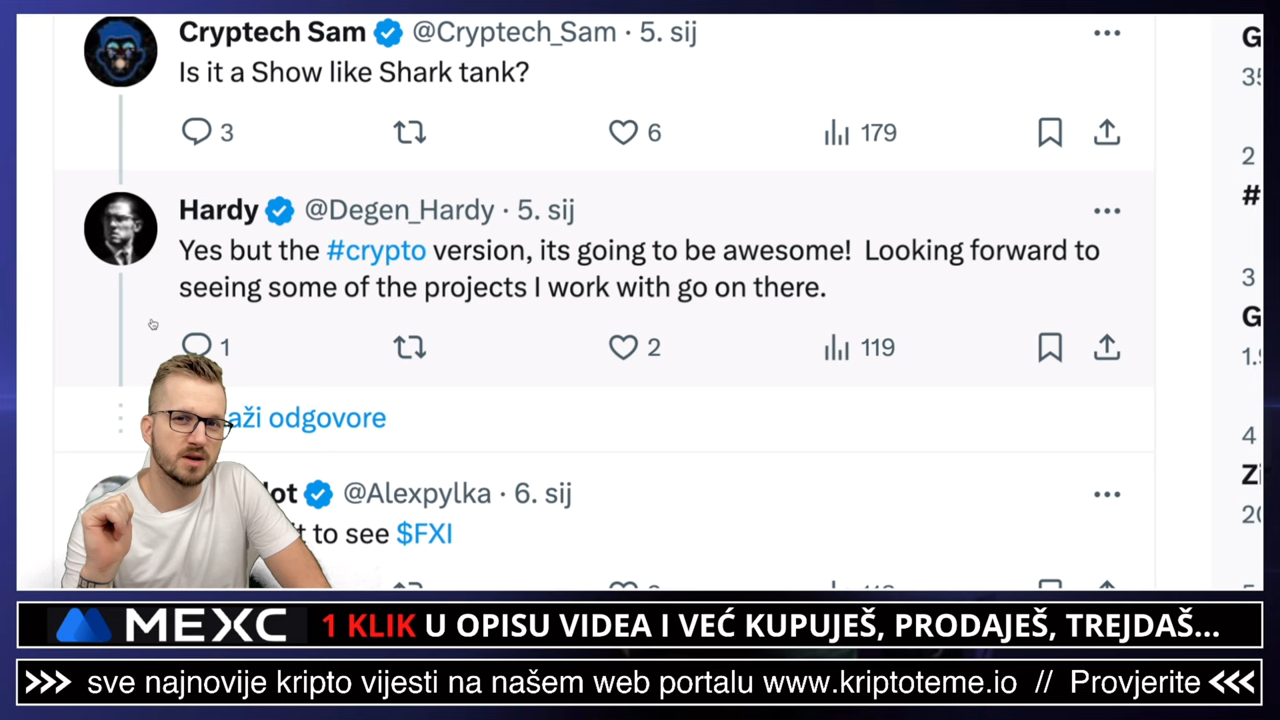 Cryptech Sam @Cryptech_Sam · 5. sij
Is it a Show like Shark tank?
3 6 179
Hardy @Degen_Hardy · 5. sij
Yes but the #crypto version, its going to be awesome! Looking forward to
seeing some of the projects I work with go on there.
1 2 119
odgovore
@Alexpylka · 6. sij
to see $FXI
2
#
3
4
MEXC 1 KLIK U OPISU VIDEA I VEĆ KUPUJEŠ, PRODAJEŠ, TREJDAŠ...
>>> sve najnovije kripto vijesti na našem web portalu www.kriptoteme.io // Provjerite <<<